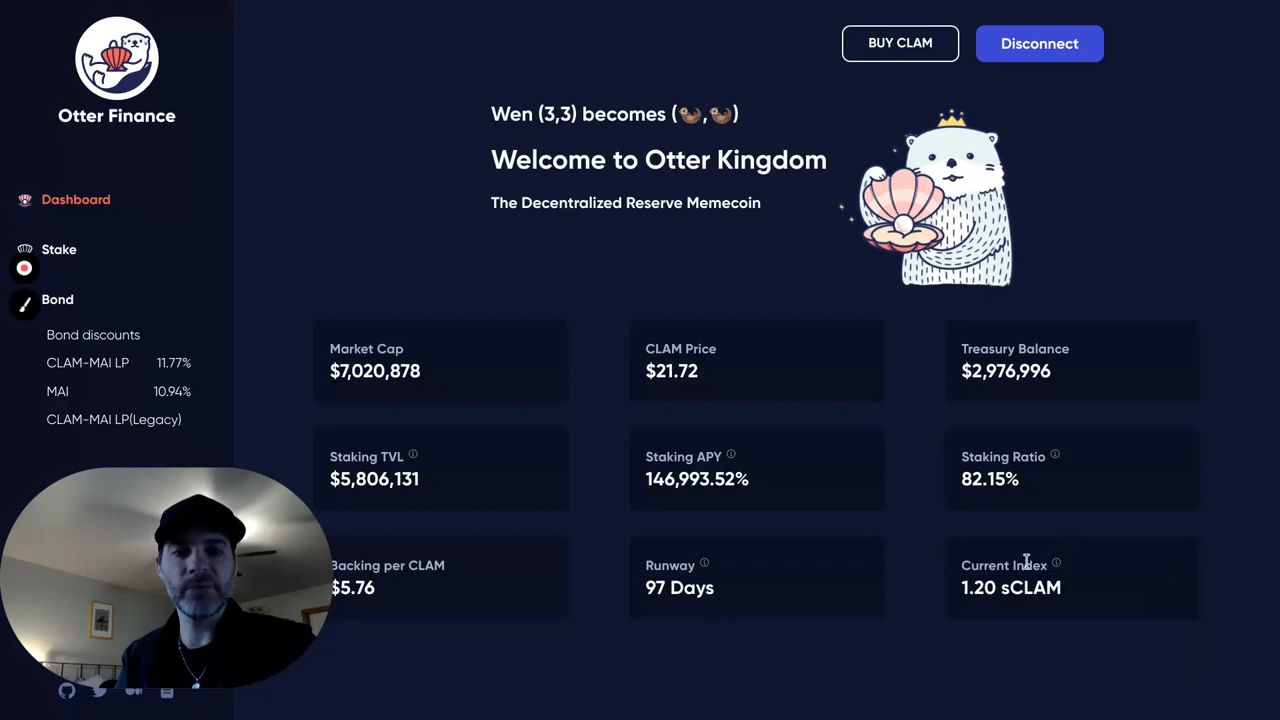 Otter Finance
Dashboard
Stake
Bond
Bond discounts
CLAM-MAI LP 11.77%
MAI 10.94%
CLAM-MAI LP(Legacy)
BUY CLAM
Disconnect
Wen (3,3) becomes (🦦,🦦)
Welcome to Otter Kingdom
The Decentralized Reserve Memecoin
Market Cap
$7,020,878
CLAM Price
$21.72
Treasury Balance
$2,976,996
Staking TVL
$5,806,131
Staking APY
146,993.52%
Staking Ratio
82.15%
Backing per CLAM
$5.76
Runway
97 Days
Current Index
1.20 sCLAM